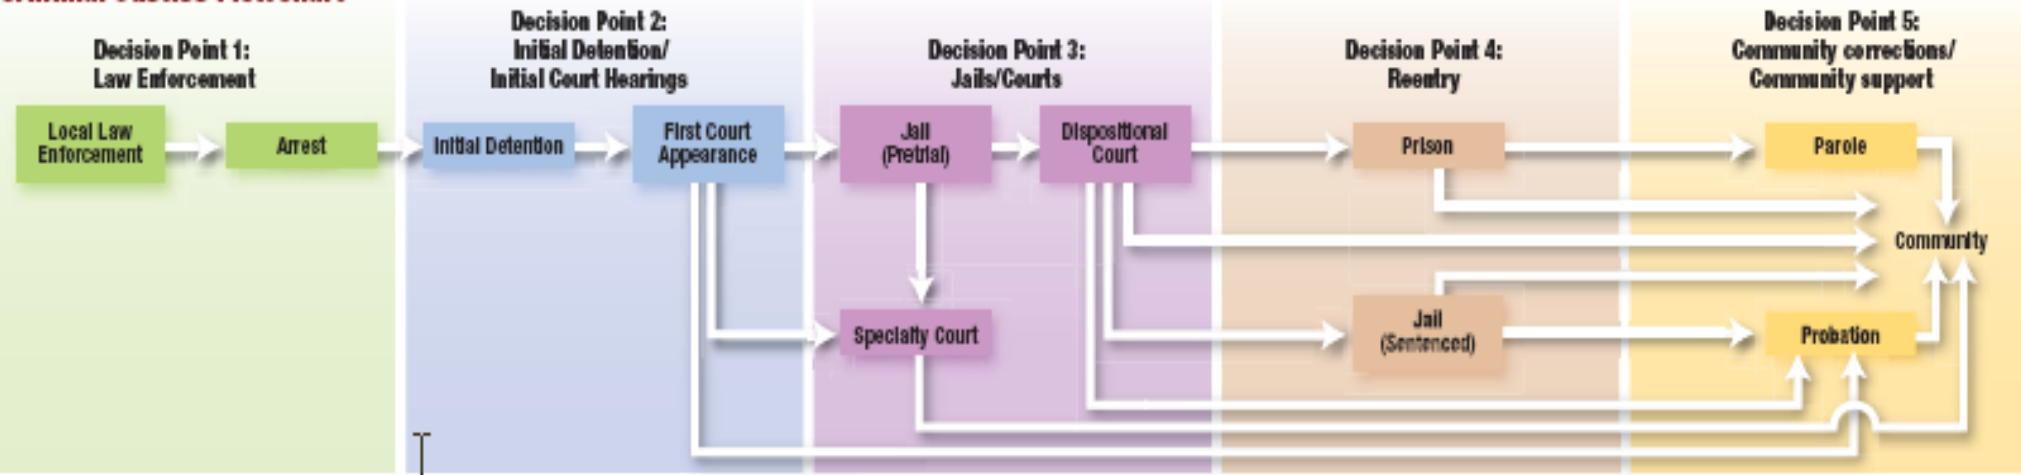 Decision Point 1:
Law Enforcement
Local Law
Enforcement
Arrest
Decision Point 2:
Initial Detention/
Initial Court Hearings
Initial Detention
First Court
Appearance
Decision Point 3:
Jails/Courts
Jail
(Pretrial)
Dispositional
Court
Specialty Court
Decision Point 4:
Reentry
Prison
Jail
(Sentenced)
Decision Point 5:
Community corrections/
Community support
Parole
Community
Probation